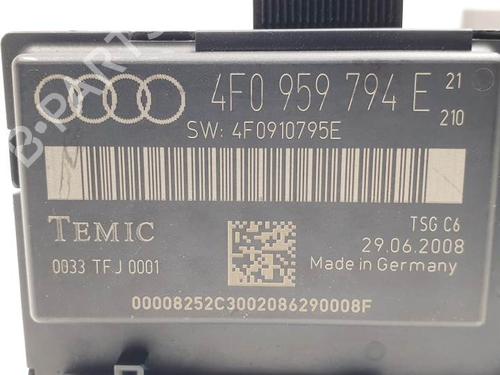 4F0 959 794 E 21
210
SW: 4F0910795E
TEMIC
TSG C6
29.06.2008
0033 TFJ 0001
Made in Germany
00008252C3002086290008F
B-PARTS